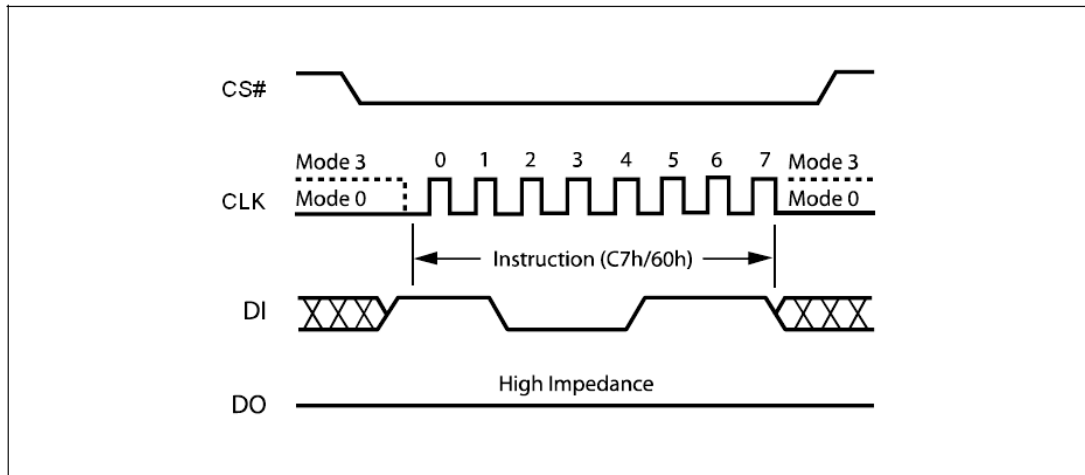 CS#
Mode 3 0 1 2 3 4 5 6 7 Mode 3
CLK Mode 0 Mode 0
Instruction (C7h/60h)
DI
High Impedance
DO